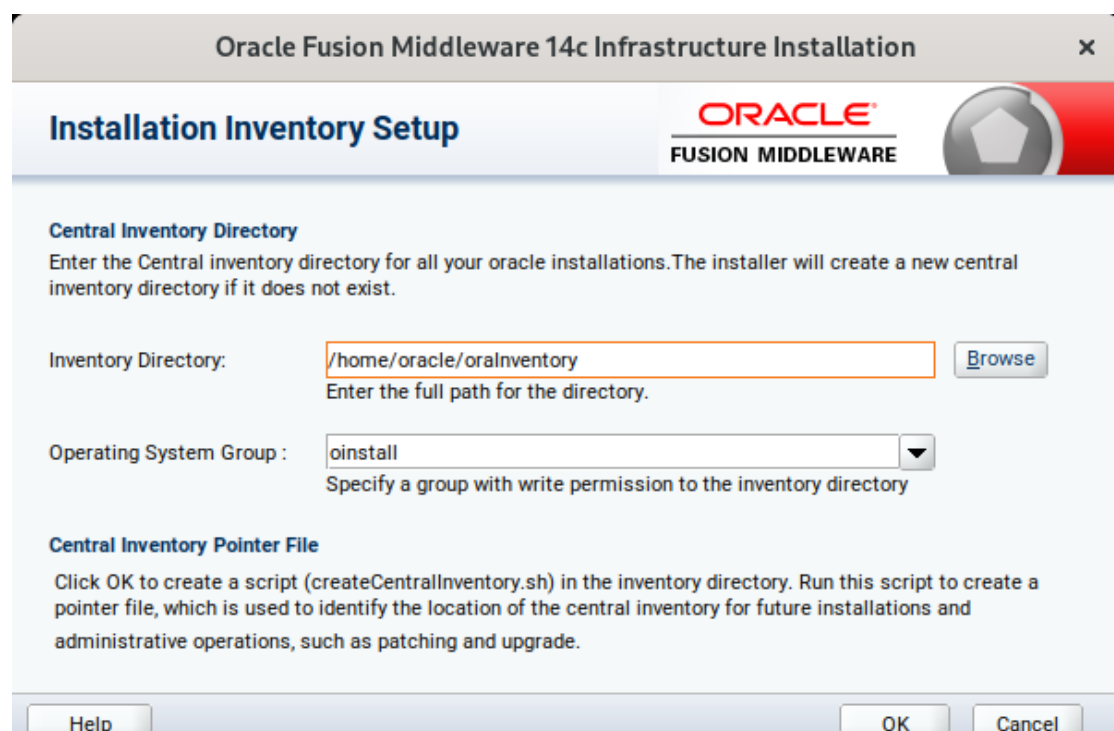 Oracle Fusion Middleware 14c Infrastructure Installation ×
Installation Inventory Setup
ORACLE
FUSION MIDDLEWARE
Central Inventory Directory
Enter the Central inventory directory for all your oracle installations.The installer will create a new central
inventory directory if it does not exist.
Inventory Directory: /home/oracle/oraInventory Browse
Enter the full path for the directory.
Operating System Group : oinstall
Specify a group with write permission to the inventory directory
Central Inventory Pointer File
Click OK to create a script (createCentralInventory.sh) in the inventory directory. Run this script to create a
pointer file, which is used to identify the location of the central inventory for future installations and
administrative operations, such as patching and upgrade.
Help OK Cancel